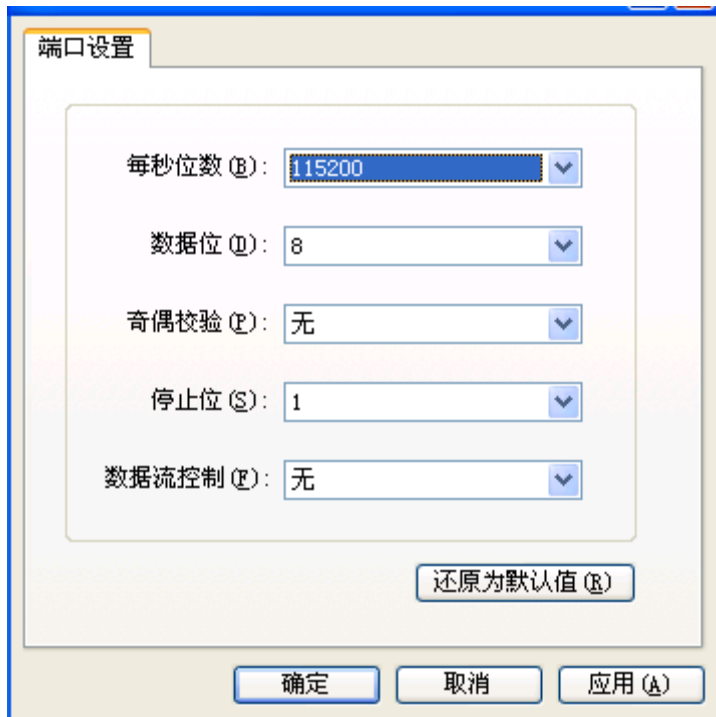 端口设置
每秒位数(B): 115200
数据位(D): 8
奇偶校验(P): 无
停止位(S): 1
数据流控制(F): 无
还原为默认值(R)
确定 取消 应用(A)